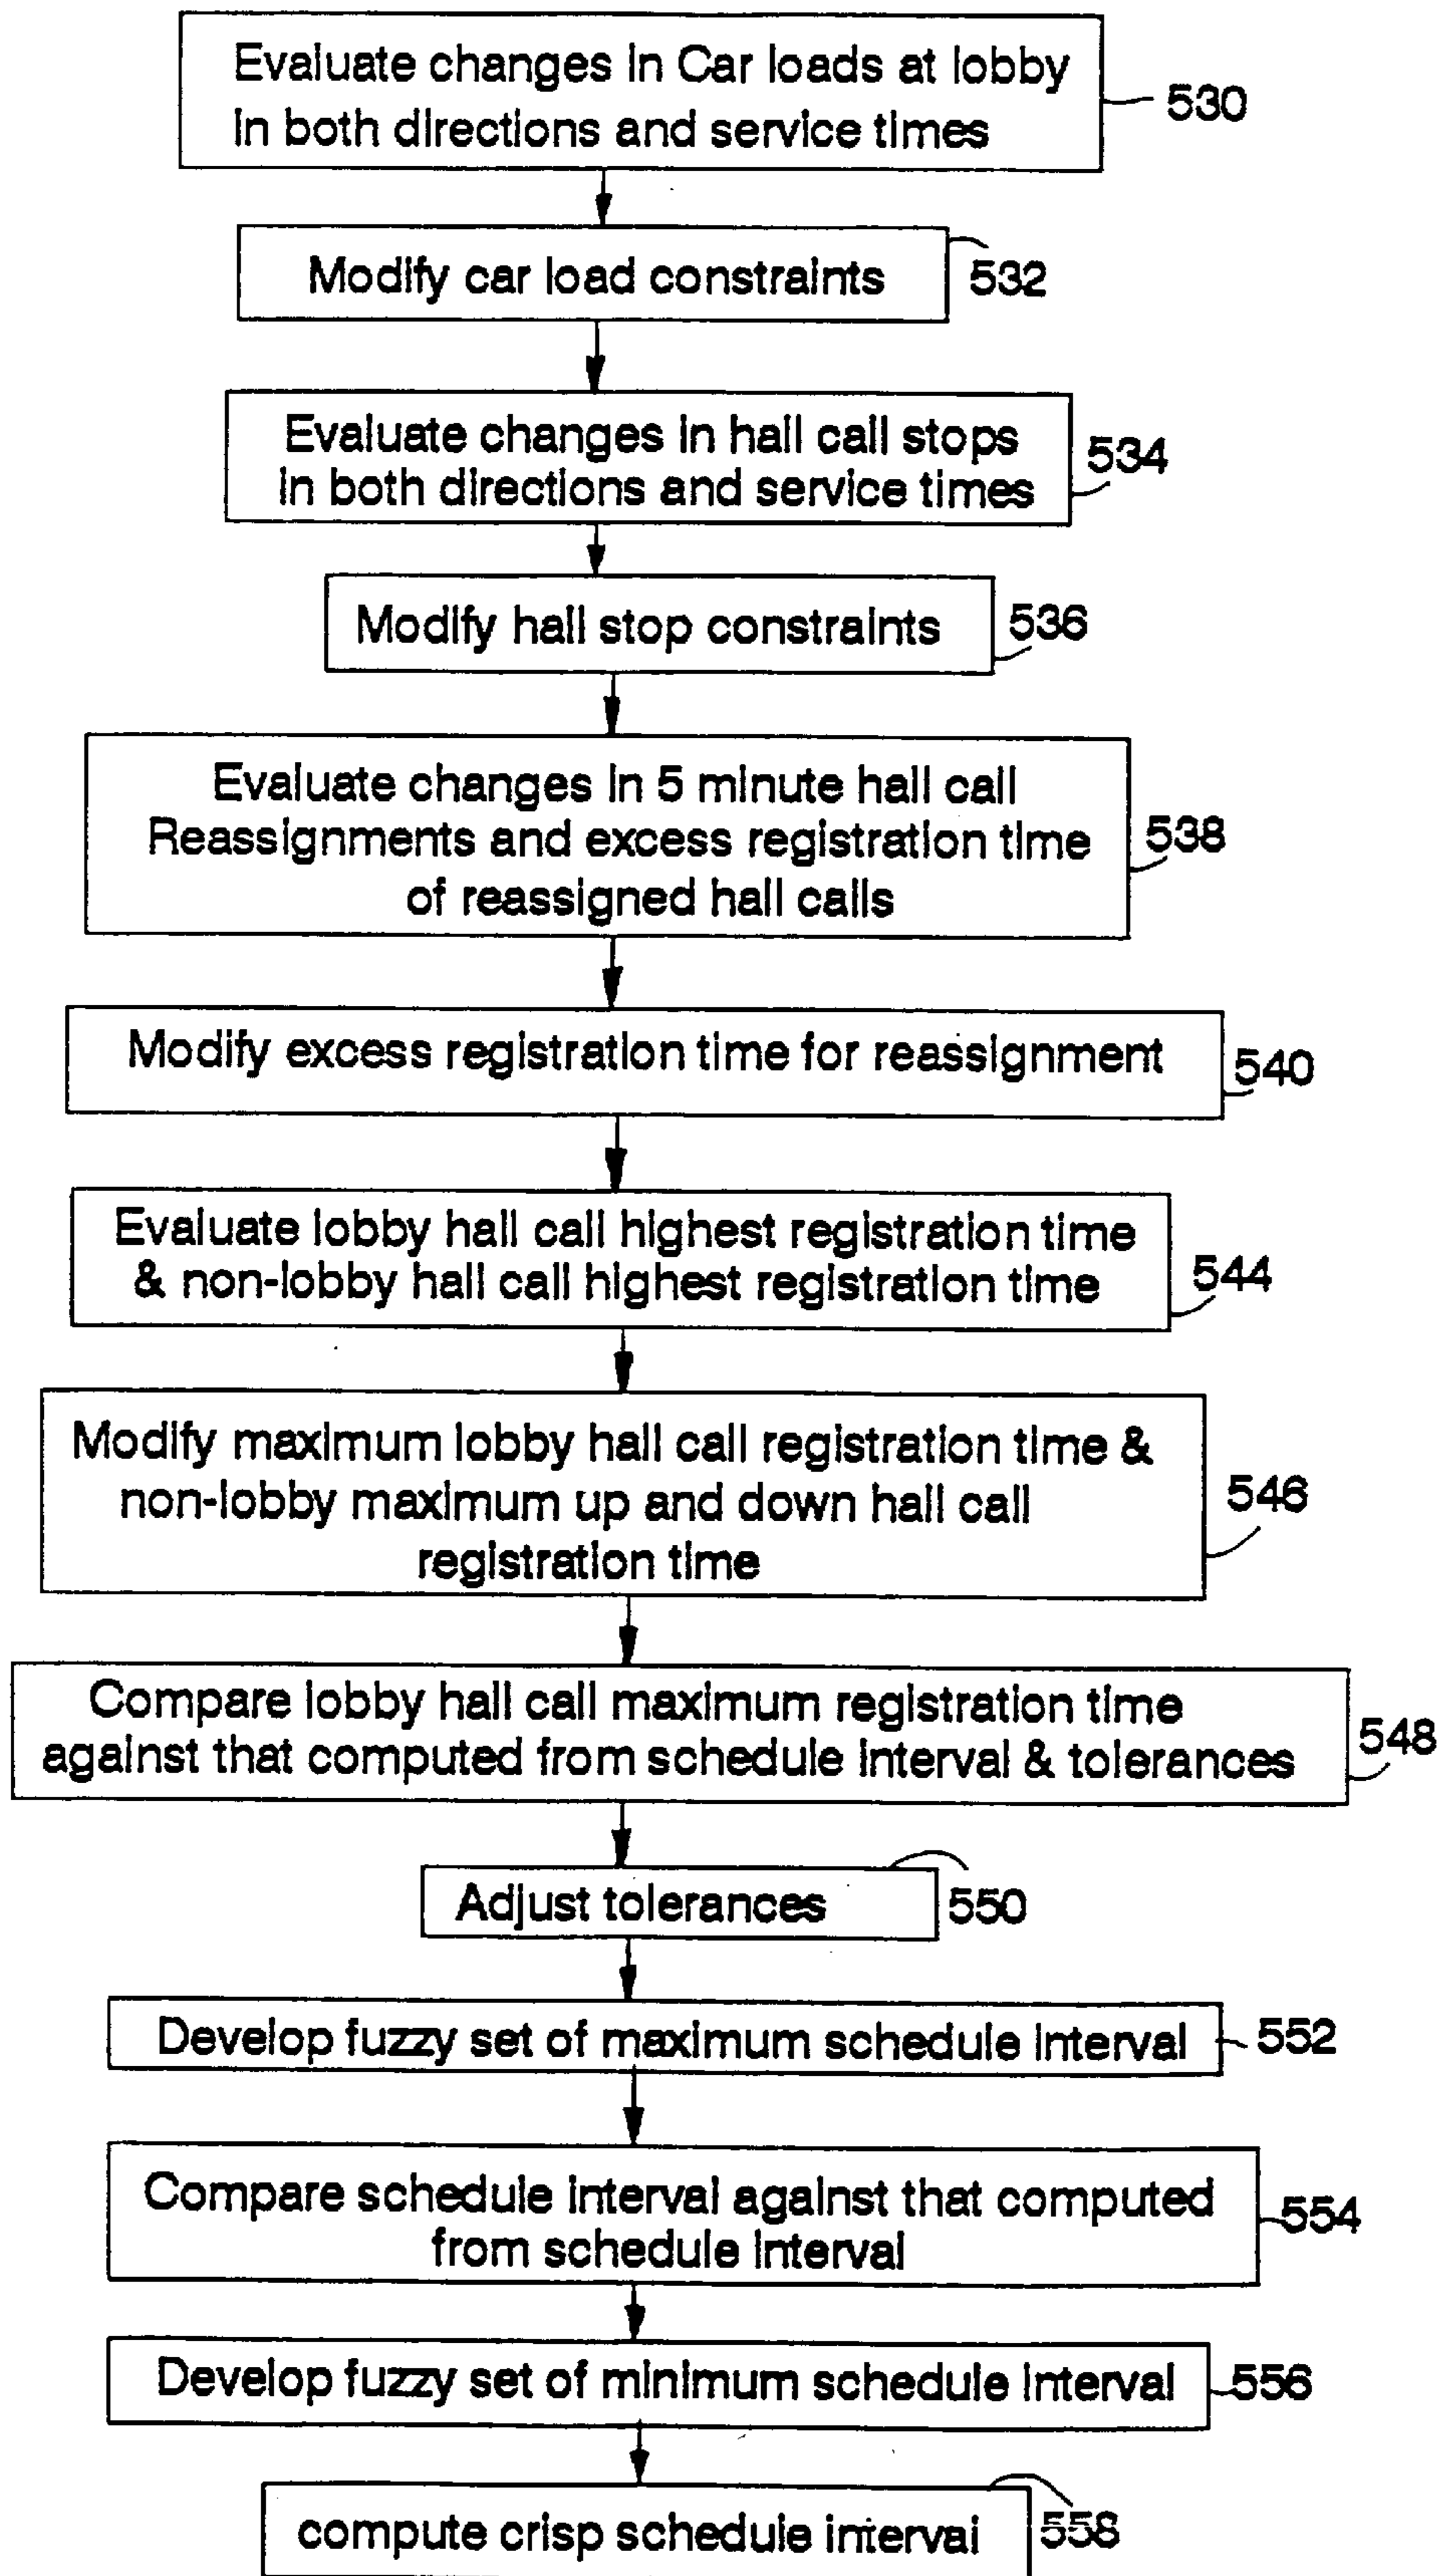 Evaluate changes in Car loads at lobby
in both directions and service times
530
Modify car load constraints
532
Evaluate changes in hall call stops
in both directions and service times
534
Modify hall stop constraints
536
Evaluate changes in 5 minute hall call
Reassignments and excess registration time
of reassigned hall calls
538
Modify excess registration time for reassignment
540
Evaluate lobby hall call highest registration time
& non-lobby hall call highest registration time
544
Modify maximum lobby hall call registration time &
non-lobby maximum up and down hall call
registration time
546
Compare lobby hall call maximum registration time
against that computed from schedule interval & tolerances
548
Adjust tolerances
550
Develop fuzzy set of maximum schedule interval
552
Compare schedule interval against that computed
from schedule interval
554
Develop fuzzy set of minimum schedule interval
556
compute crisp schedule interval
558